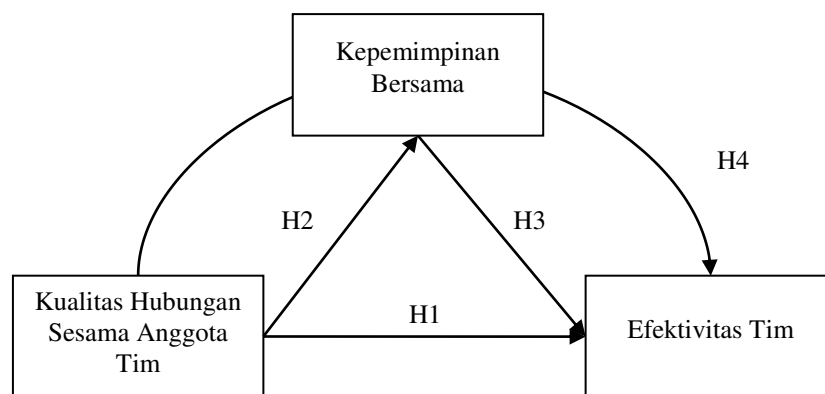 Kepemimpinan
Bersama
H4
H2
H3
Kualitas Hubungan
Sesama Anggota
Tim
H1
Efektivitas Tim